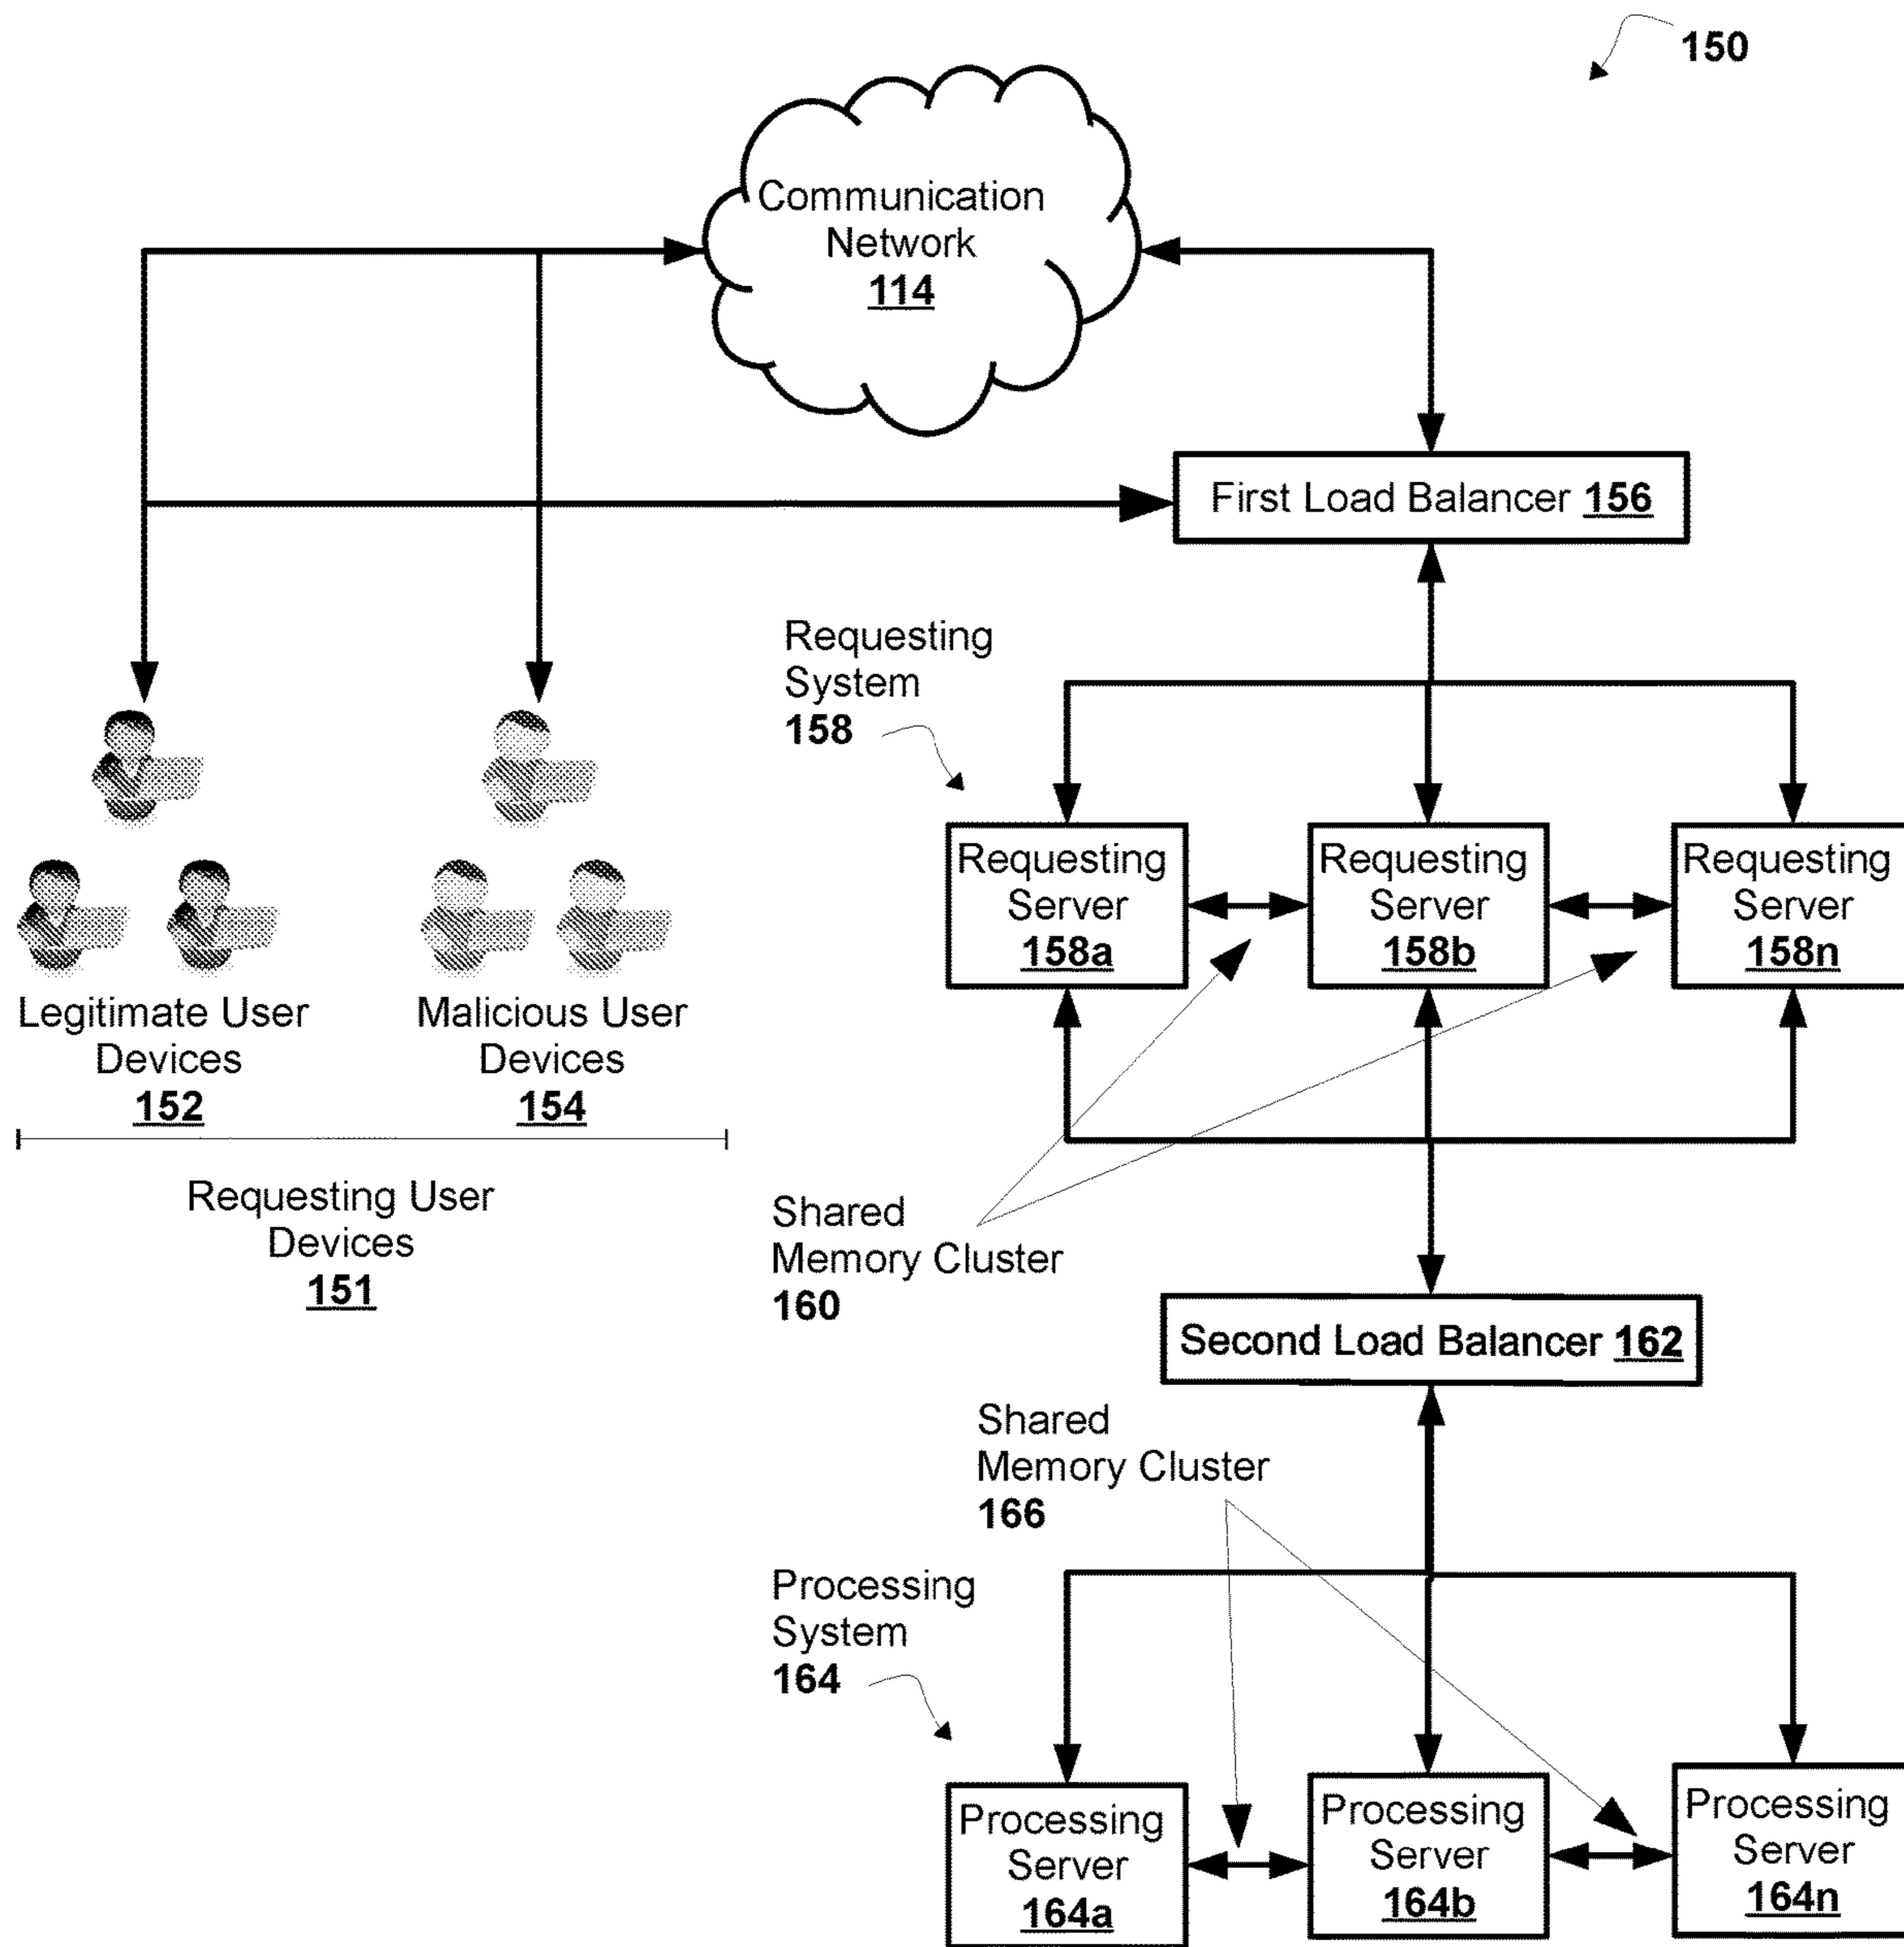 150
Communication
Network
114
First Load Balancer 156
Requesting
System
158
Requesting
Server
158a
Requesting
Server
158b
Requesting
Server
158n
Legitimate User
Devices
152
Malicious User
Devices
154
Requesting User
Devices
151
Shared
Memory Cluster
160
Second Load Balancer 162
Shared
Memory Cluster
166
Processing
System
164
Processing
Server
164a
Processing
Server
164b
Processing
Server
164n